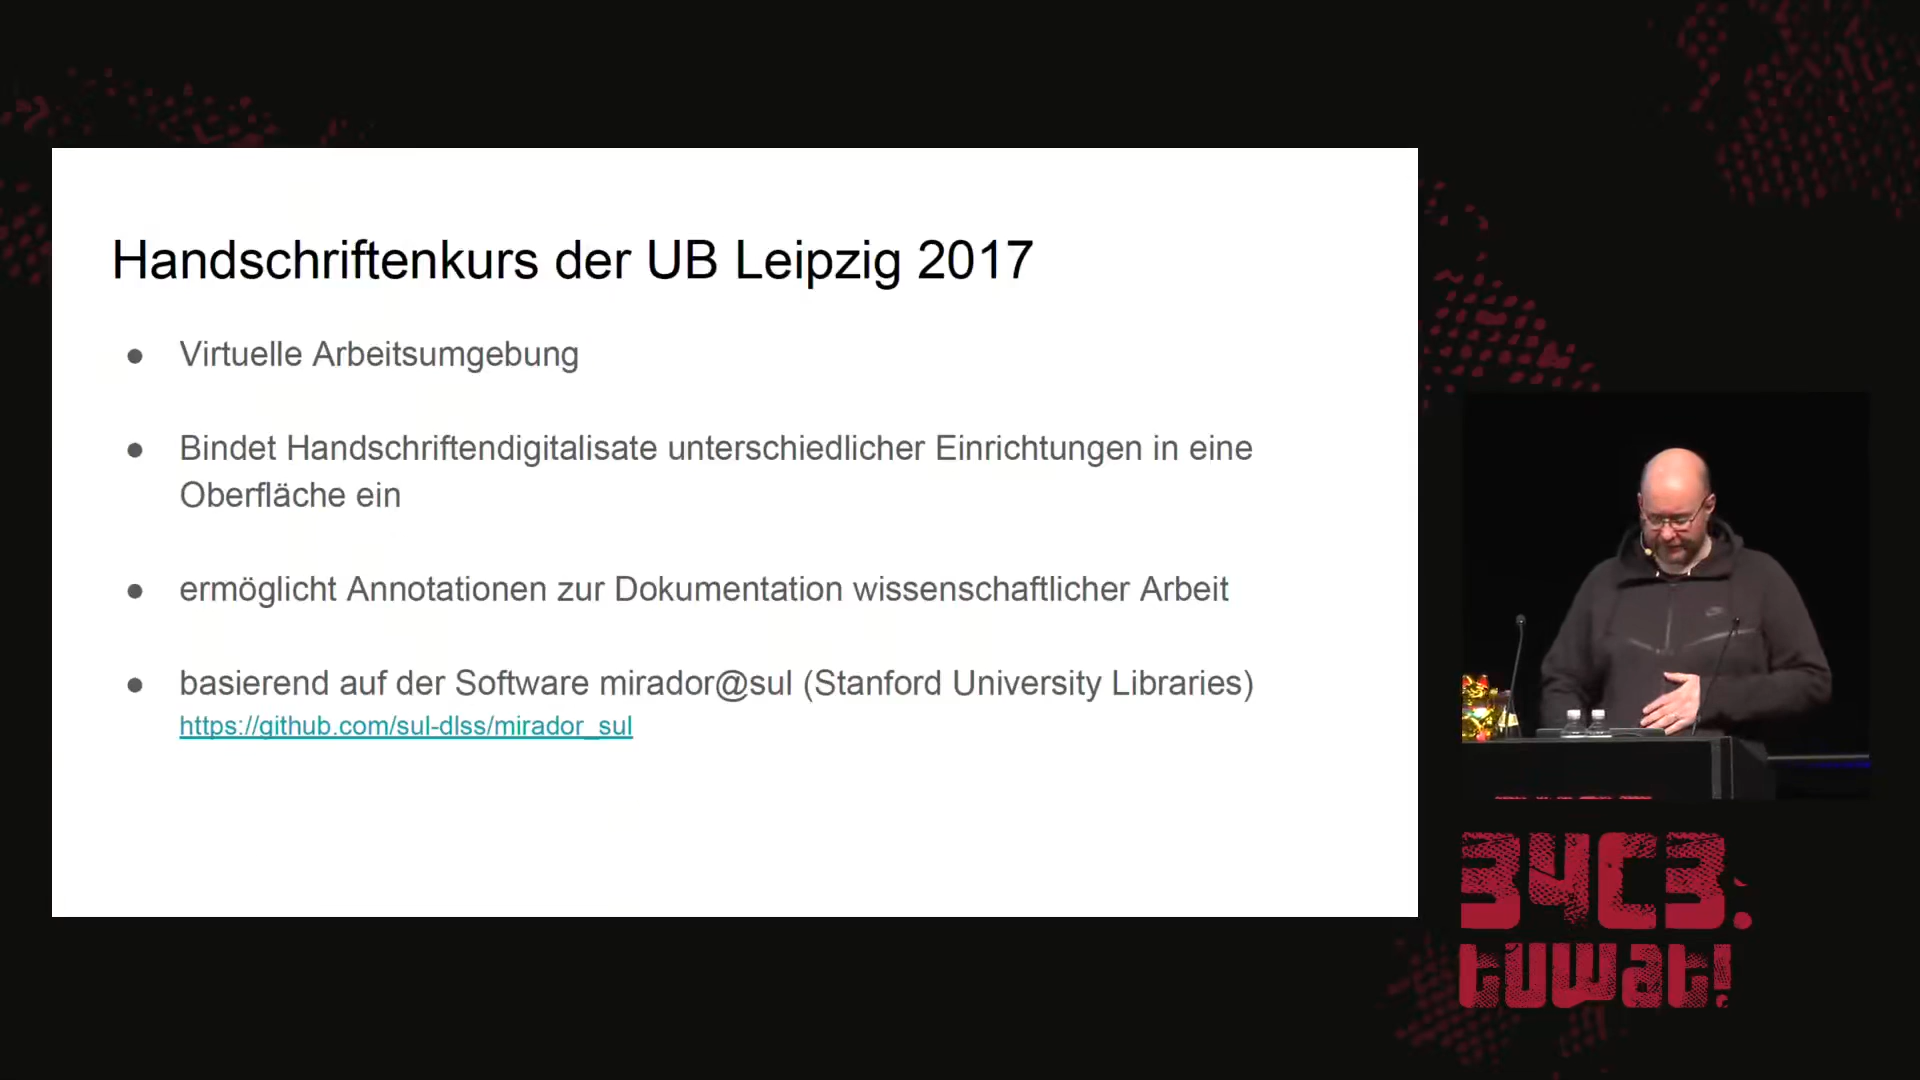 Handschriftenkurs der UB Leipzig 2017
● Virtuelle Arbeitsumgebung
● Bindet Handschriftendigitalisate unterschiedlicher Einrichtungen in eine
Oberfläche ein
● ermöglicht Annotationen zur Dokumentation wissenschaftlicher Arbeit
● basierend auf der Software mirador@sul (Stanford University Libraries)
https://github.com/sul-dlss/mirador_sul
34C3.
tuwat!